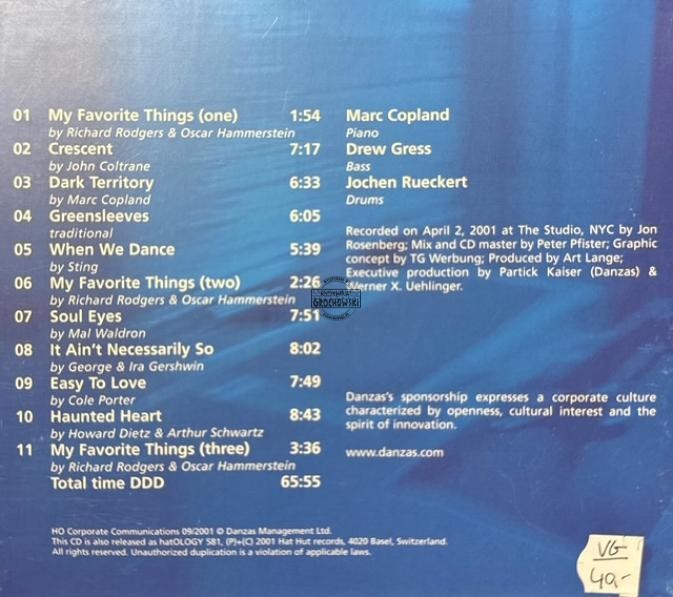 01 My Favorite Things (one) 1:54
by Richard Rodgers & Oscar Hammerstein
02 Crescent 7:17
by John Coltrane
03 Dark Territory 6:33
by Marc Copland
04 Greensleeves 6:05
traditional
05 When We Dance 5:39
by Sting
06 My Favorite Things (two) 2:26
by Richard Rodgers & Oscar Hammerstein
07 Soul Eyes 7:51
by Mal Waldron
08 It Ain't Necessarily So 8:02
by George & Ira Gershwin
09 Easy To Love 7:49
by Cole Porter
10 Haunted Heart 8:43
by Howard Dietz & Arthur Schwartz
11 My Favorite Things (three) 3:36
by Richard Rodgers & Oscar Hammerstein
Total time DDD 65:55
Marc Copland
Piano
Drew Gress
Bass
Jochen Rueckert
Drums
Recorded on April 2, 2001 at The Studio, NYC by Jon
Rosenberg; Mix and CD master by Peter Pfister; Graphic
concept by TG Werbung; Produced by Art Lange;
Executive production by Partick Kaiser (Danzas) &
Werner X. Uehlinger.
GROCHOWSKI
Danzas's sponsorship expresses a corporate culture
characterized by openness, cultural interest and the
spirit of innovation.
www.danzas.com
HO Corporate Communications 09/2001 © Danzas Management Ltd.
This CD is also released as hatOLOGY 581, (P)+(C) 2001 Hat Hut records, 4020 Basel, Switzerland.
All rights reserved. Unauthorized duplication is a violation of applicable laws.
VG
40,-